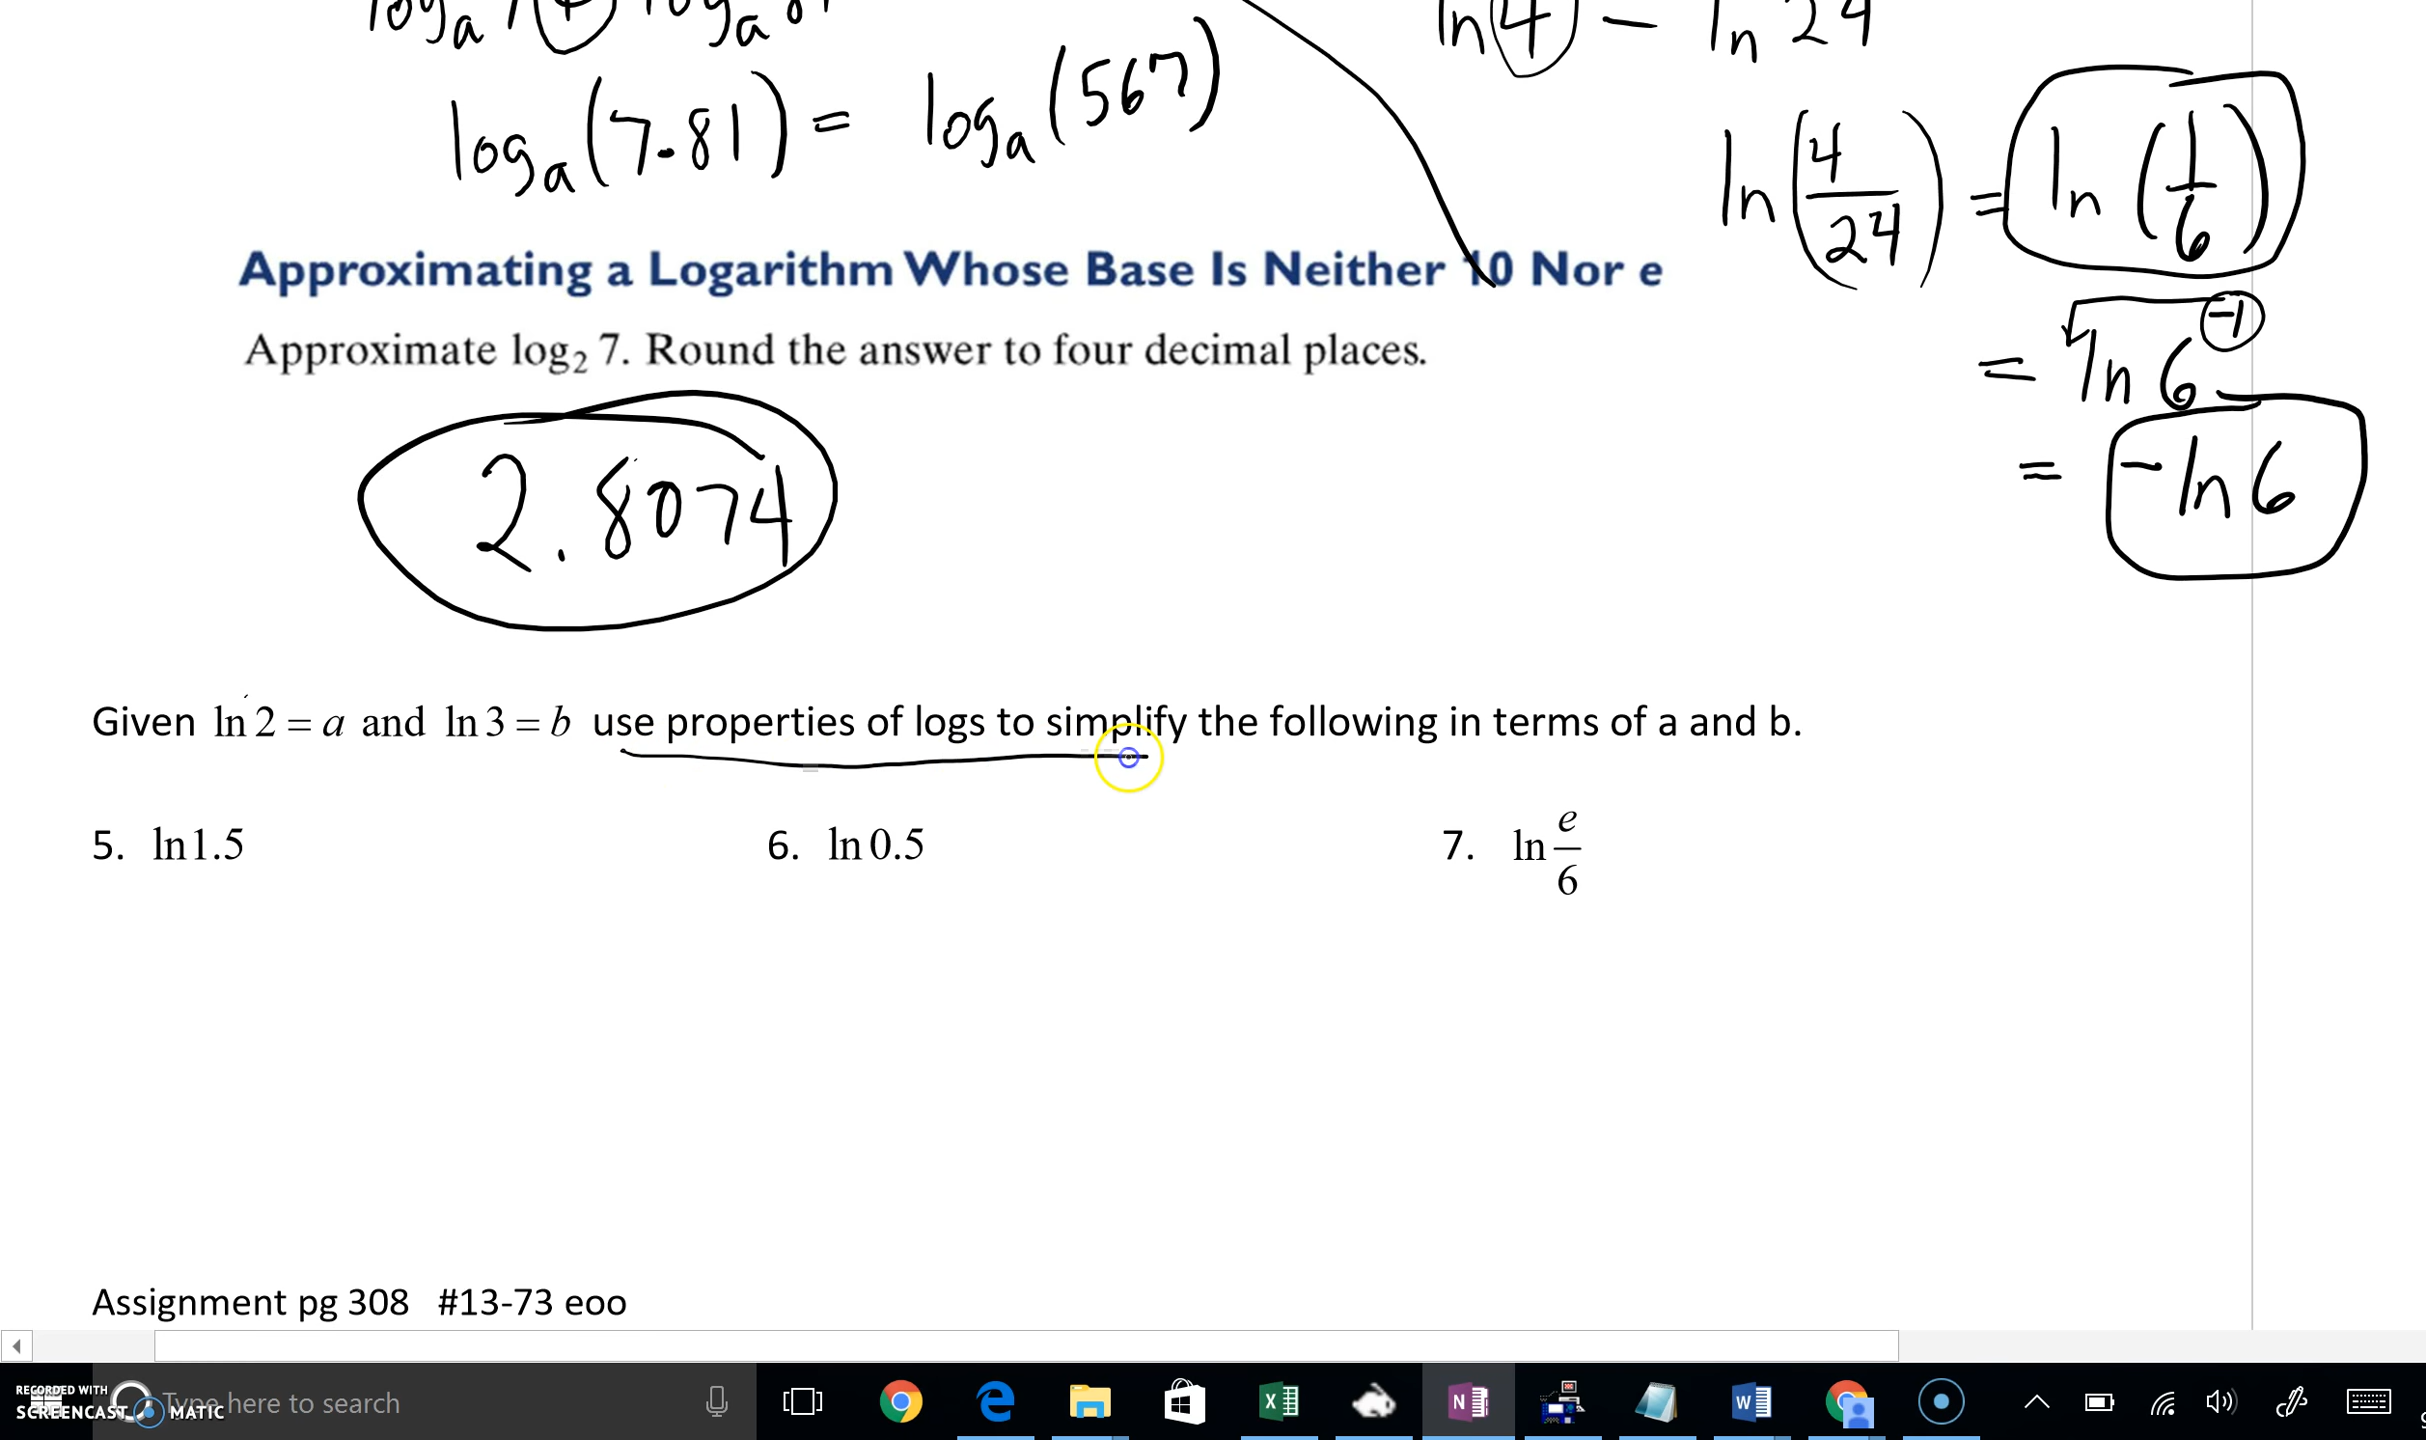 log_a 7 + log_a 81
ln 4 − ln 24
log_a (7·81) = log_a (567)
ln (4/24) = ln (1/6)
Approximating a Logarithm Whose Base Is Neither 10 Nor e
Approximate log₂ 7. Round the answer to four decimal places.
= ln 6⁻¹
2.8074
= −ln 6
Given ln 2 = a and ln 3 = b use properties of logs to simplify the following in terms of a and b.
5. ln 1.5
6. ln 0.5
7. ln e/6
Assignment pg 308 #13-73 eoo
RECORDED WITH
SCREENCAST MATIC
Type here to search